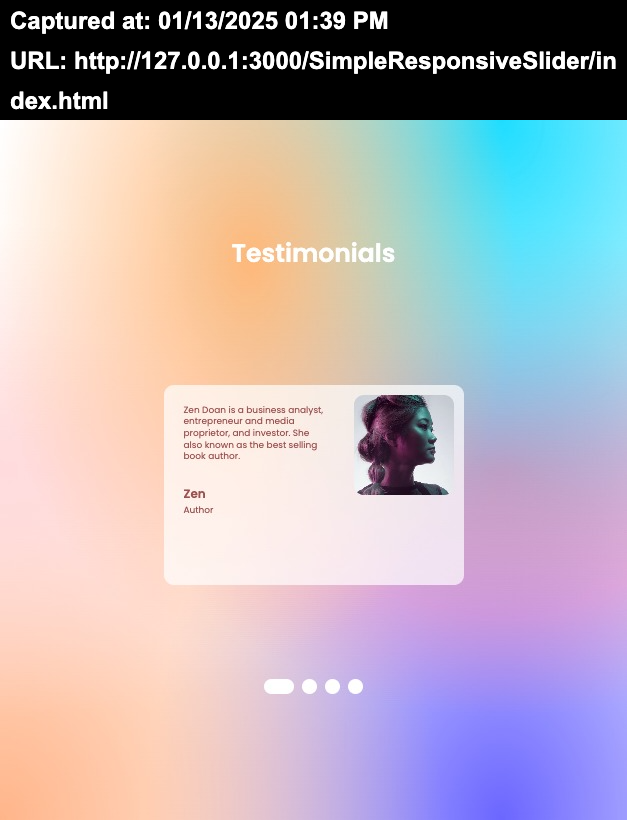 Captured at: 01/13/2025 01:39 PM
URL: http://127.0.0.1:3000/SimpleResponsiveSlider/in
dex.html
Testimonials
Zen Doan is a business analyst,
entrepreneur and media
proprietor, and investor. She
also known as the best selling
book author.
Zen
Author